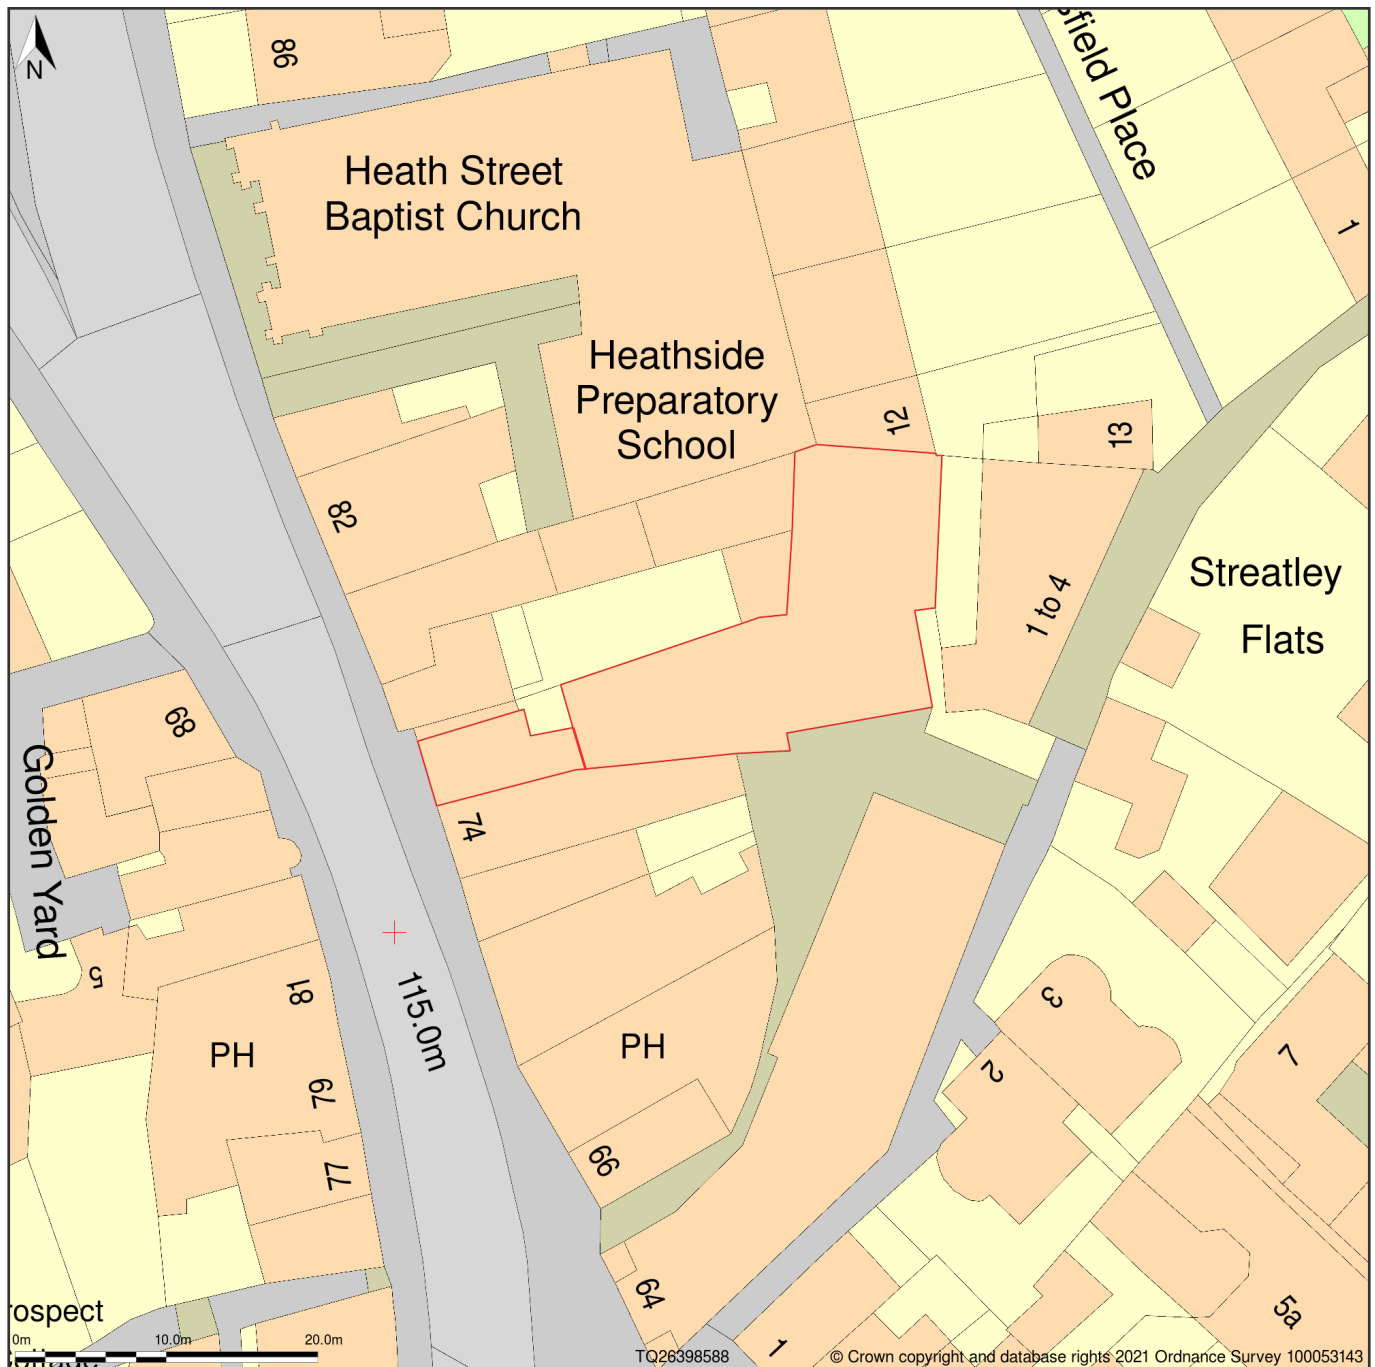 N
86
sfield Place
Heath Street
Baptist Church
1
Heathside
Preparatory
School
12
13
82
Streatley
Flats
1 to 4
68
Golden Yard
74
5
81
115.0m
PH
PH
3
2
7
79
77
66
64
1
5a
rospect
0m 10.0m 20.0m
TQ26398588
© Crown copyright and database rights 2021 Ordnance Survey 100053143